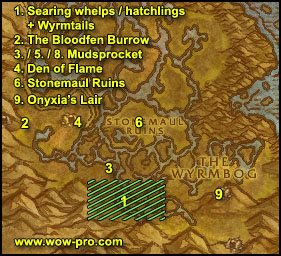 1. Searing whelps / hatchlings
+ Wyrmtails
2. The Bloodfen Burrow
3. / 5. / 8. Mudsprocket
4. Den of Flame
6. Stonemaul Ruins
9. Onyxia's Lair
2
4
STONEMAUL
RUINS
6
3
THE
WYRMBOG
1
9
www.wow-pro.com